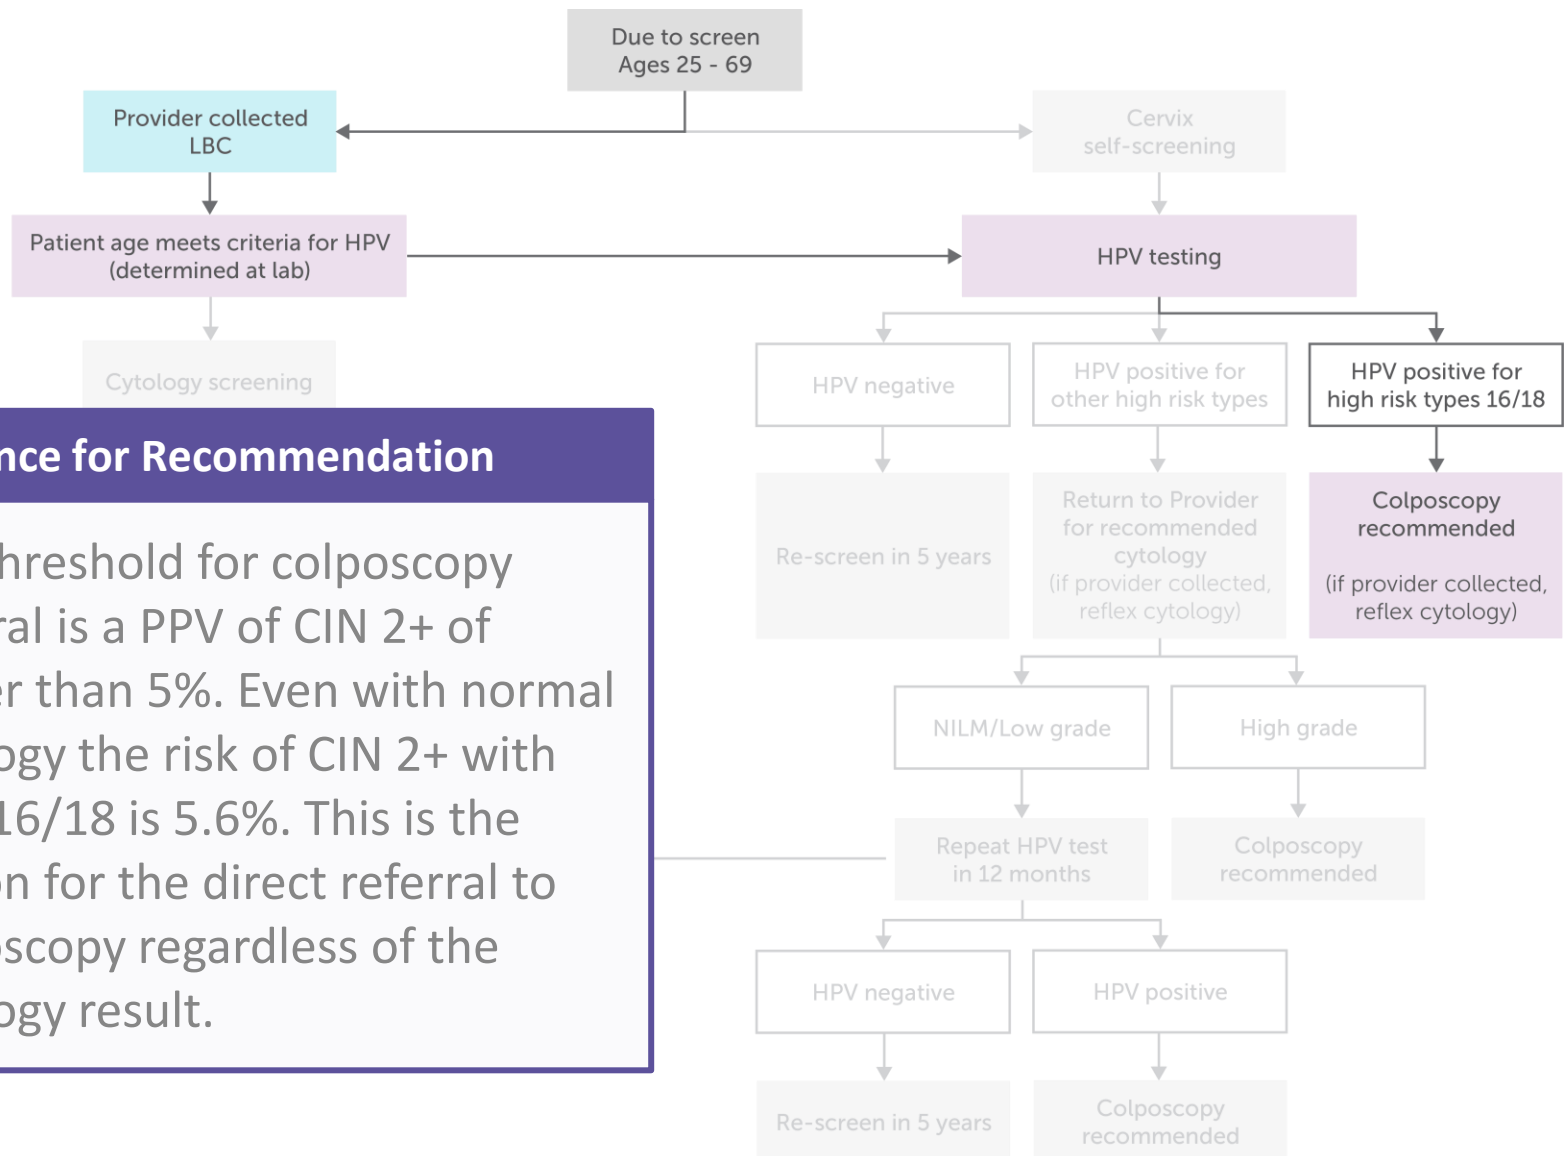 Due to screen
Ages 25 - 69
Provider collected
LBC
Cervix
self-screening
Patient age meets criteria for HPV
(determined at lab)
HPV testing
Cytology screening
HPV negative
HPV positive for
other high risk types
HPV positive for
high risk types 16/18
Re-screen in 5 years
Return to Provider
for recommended
cytology
(if provider collected,
reflex cytology)
Colposcopy
recommended
(if provider collected,
reflex cytology)
nce for Recommendation
hreshold for colposcopy
ral is a PPV of CIN 2+ of
er than 5%. Even with normal
ogy the risk of CIN 2+ with
16/18 is 5.6%. This is the
on for the direct referral to
oscopy regardless of the
ogy result.
NILM/Low grade
High grade
Repeat HPV test
in 12 months
Colposcopy
recommended
HPV negative
HPV positive
Re-screen in 5 years
Colposcopy
recommended